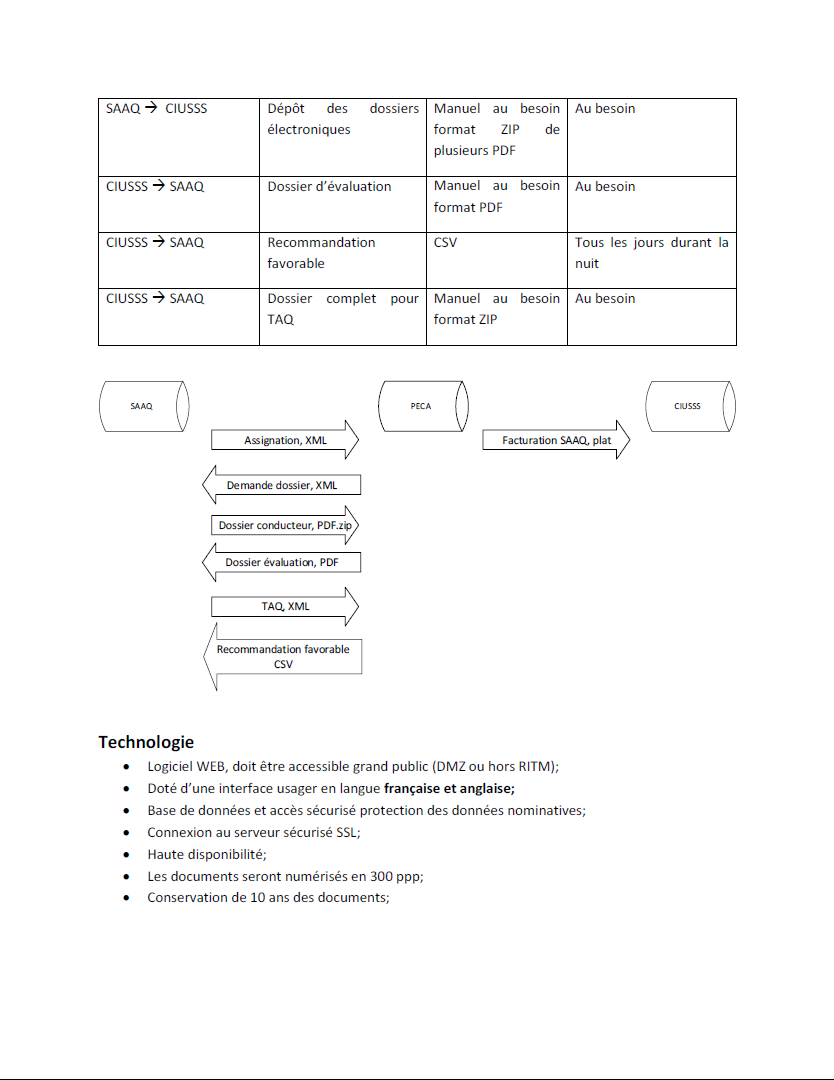 SAAQ → CIUSSS
Dépôt des dossiers
électroniques
Manuel au besoin
format ZIP de
plusieurs PDF
Au besoin
CIUSSS → SAAQ
Dossier d'évaluation
Manuel au besoin
format PDF
Au besoin
CIUSSS → SAAQ
Recommandation
favorable
CSV
Tous les jours durant la
nuit
CIUSSS → SAAQ
Dossier complet pour
TAQ
Manuel au besoin
format ZIP
Au besoin
SAAQ
PECA
CIUSSS
Assignation, XML
Facturation SAAQ, plat
Demande dossier, XML
Dossier conducteur, PDF.zip
Dossier évaluation, PDF
TAQ, XML
Recommandation favorable
CSV
Technologie
• Logiciel WEB, doit être accessible grand public (DMZ ou hors RITM);
• Doté d'une interface usager en langue française et anglaise;
• Base de données et accès sécurisé protection des données nominatives;
• Connexion au serveur sécurisé SSL;
• Haute disponibilité;
• Les documents seront numérisés en 300 ppp;
• Conservation de 10 ans des documents;